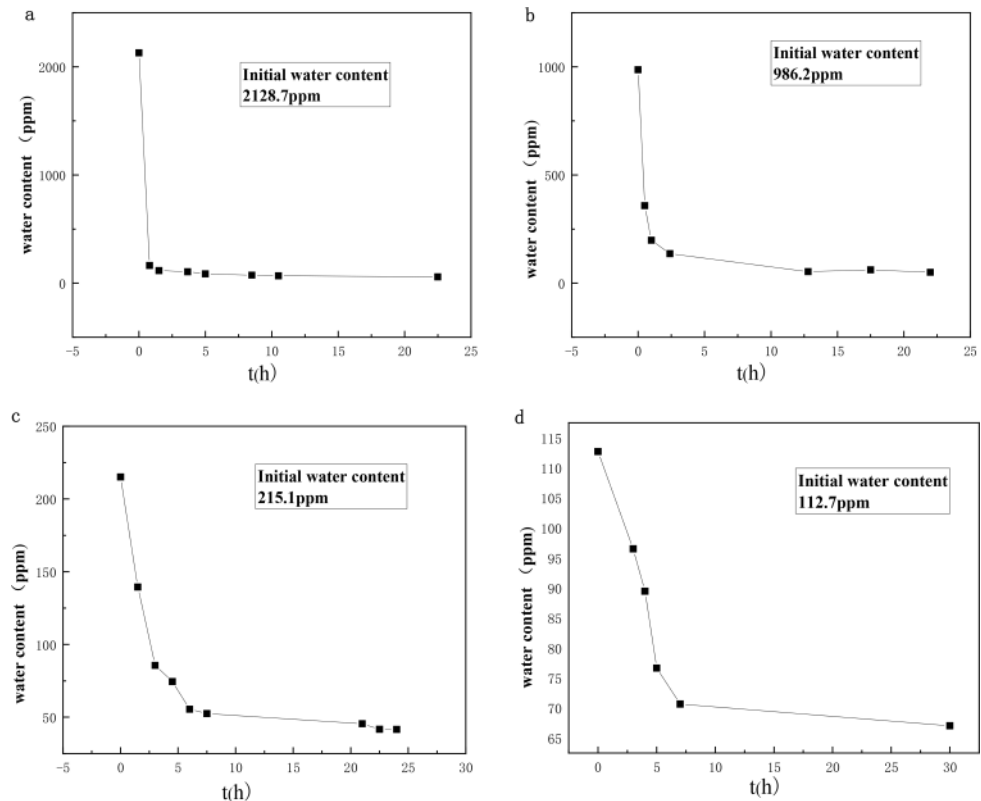 a
2000
1000
0
-5 0 5 10 15 20 25
water content （ppm）
t(h)
Initial water content
2128.7ppm
b
1000
500
0
-5 0 5 10 15 20 25
water content （ppm）
t(h)
Initial water content
986.2ppm
c
250
200
150
100
50
-5 0 5 10 15 20 25 30
water content （ppm）
t(h)
Initial water content
215.1ppm
d
115
110
105
100
95
90
85
80
75
70
65
0 5 10 15 20 25 30
water content （ppm）
t(h)
Initial water content
112.7ppm